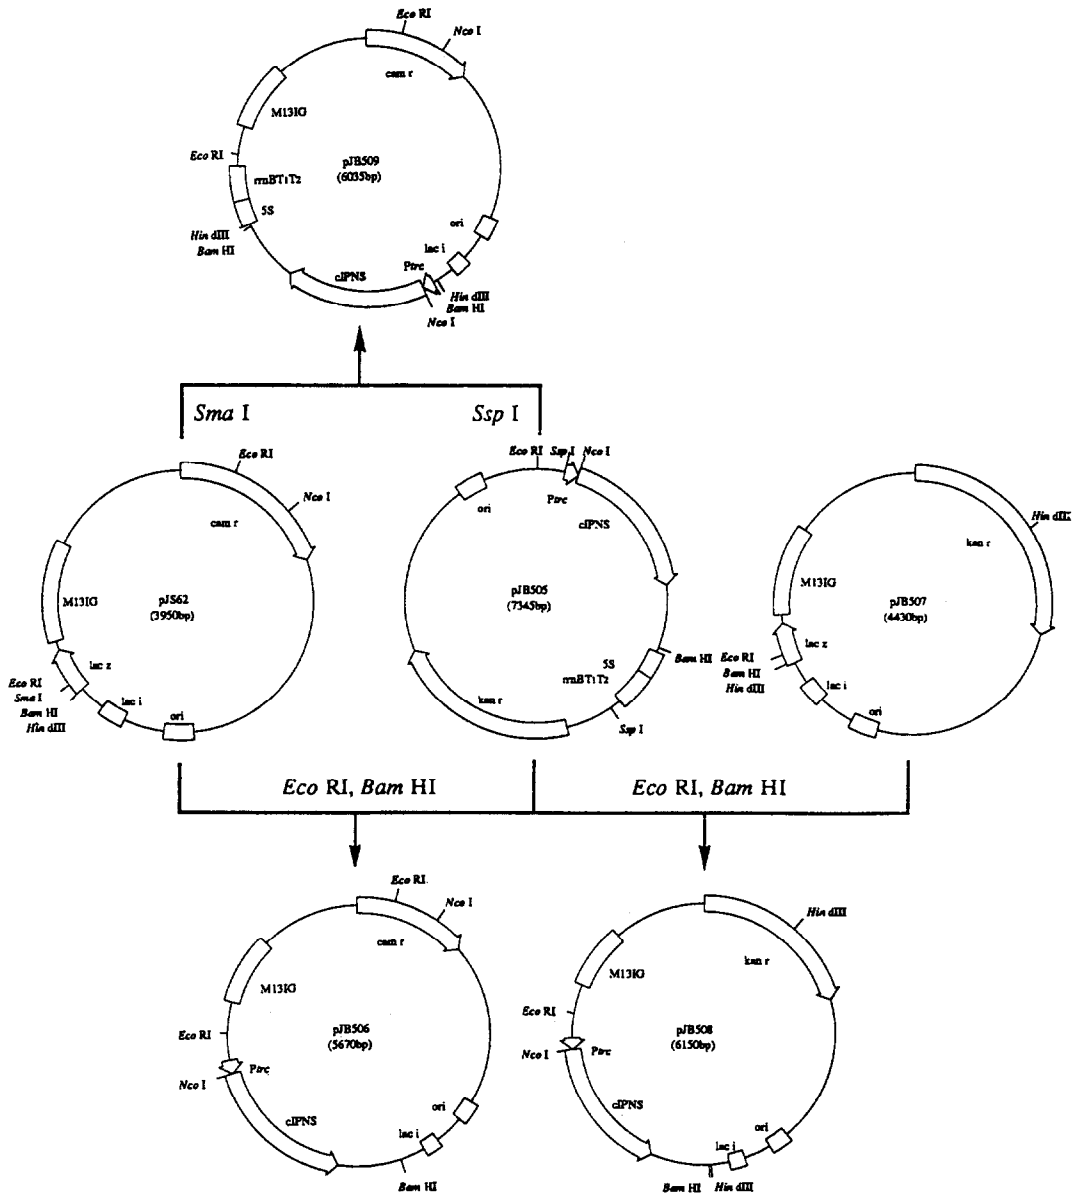 Eco RI
Nco I
cam r
M13IG
Eco RI
pJB509
(6035bp)
rrnBT1T2
5S
ori
Hin dIII
Bam HI
lac i
Ptrc
cIPNS
Hin dIII
Bam HI
Nco I
Sma I
Ssp I
Eco RI
Nco I
cam r
M13IG
pJS62
(3950bp)
lac z
Eco RI
Sma I
Bam HI
Hin dIII
lac i
ori
Eco RI
Ssp I
Nco I
ori
Ptrc
cIPNS
pJB505
(7345bp)
5S
rrnBT1T2
Bam HI
kan r
Ssp I
Hin dIII
kan r
M13IG
pJB507
(4430bp)
lac z
Eco RI
Bam HI
Hin dIII
lac i
ori
Eco RI, Bam HI
Eco RI, Bam HI
Eco RI
Nco I
cam r
M13IG
Eco RI
pJB506
(5670bp)
Ptrc
Nco I
cIPNS
ori
lac i
Bam HI
Hin dIII
kan r
M13IG
Eco RI
pJB508
(6150bp)
Nco I
Ptrc
cIPNS
ori
lac i
Bam HI
Hin dIII